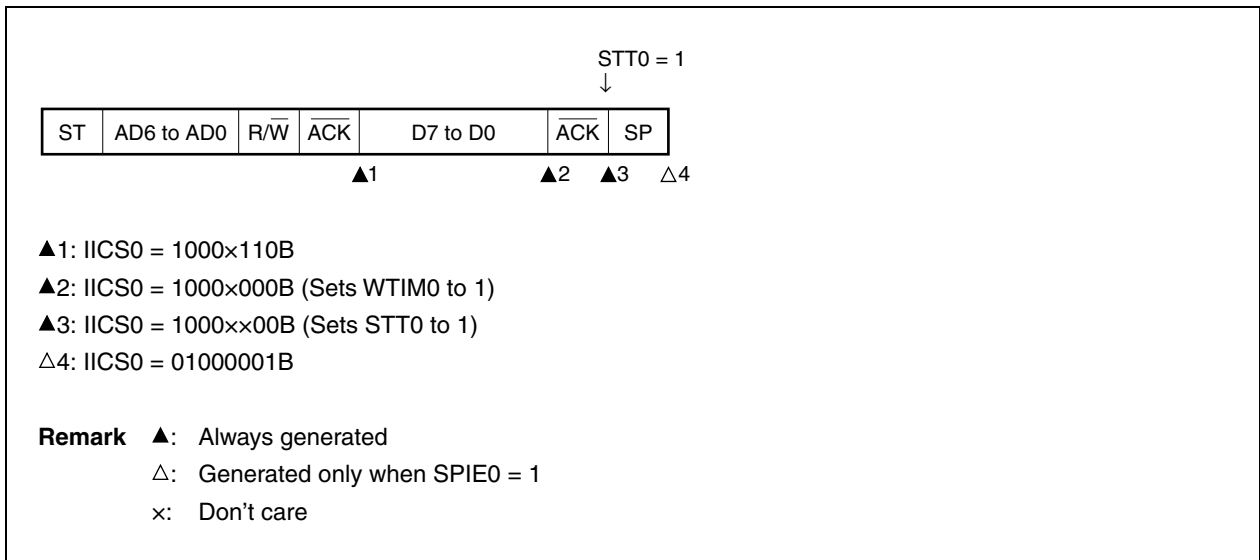 STT0 = 1
↓
ST AD6 to AD0 R/W̅ A̅C̅K̅ D7 to D0 A̅C̅K̅ SP
▲1 ▲2 ▲3 △4
▲1: IICS0 = 1000×110B
▲2: IICS0 = 1000×000B (Sets WTIM0 to 1)
▲3: IICS0 = 1000××00B (Sets STT0 to 1)
△4: IICS0 = 01000001B
Remark ▲: Always generated
△: Generated only when SPIE0 = 1
×: Don't care